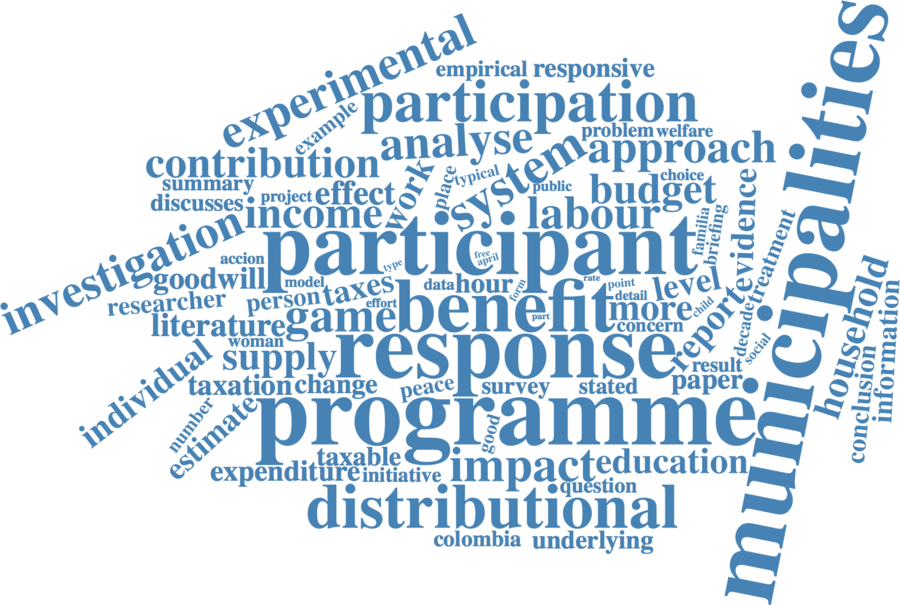 experimental
empirical responsive
example
participation
municipalities
analyse
problem welfare
contribution
system
approach
summary
work
place
typical
public
choice
discusses
project
effect
budget
evidence
income
labour
familia
briefing
investigation
participant
treatment
accion
free
april
type
goodwill
model
data hour
form
rate
point
level
researcher
person
taxes
effort
benefit
part
detail
more
child
report
decade
household
information
literature
game
concern
woman
social
supply
response
result
conclusion
individual
taxation change
peace
survey
stated
paper
number
estimate
programme
good
taxable
expenditure initiative
impact
education
question
distributional
colombia
underlying